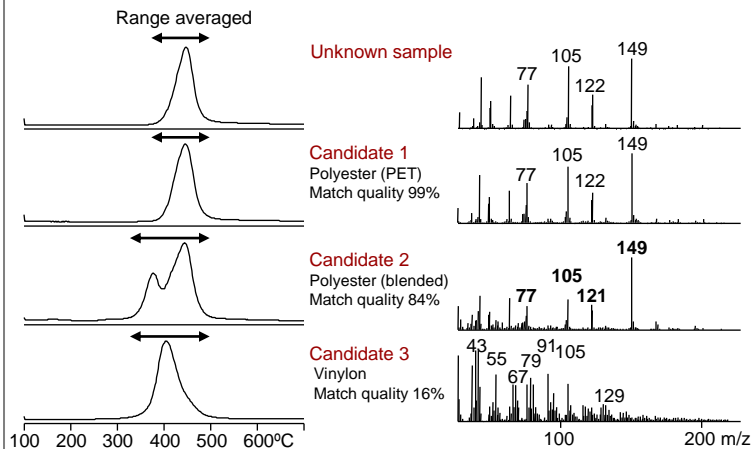 Range averaged
Unknown sample
77
105
122
149
Candidate 1
Polyester (PET)
Match quality 99%
77
105
122
149
Candidate 2
Polyester (blended)
Match quality 84%
77
105
121
149
Candidate 3
Vinylon
Match quality 16%
43
55
67
79
91
105
129
100 200 300 400 500 600ºC
100 200 m/z